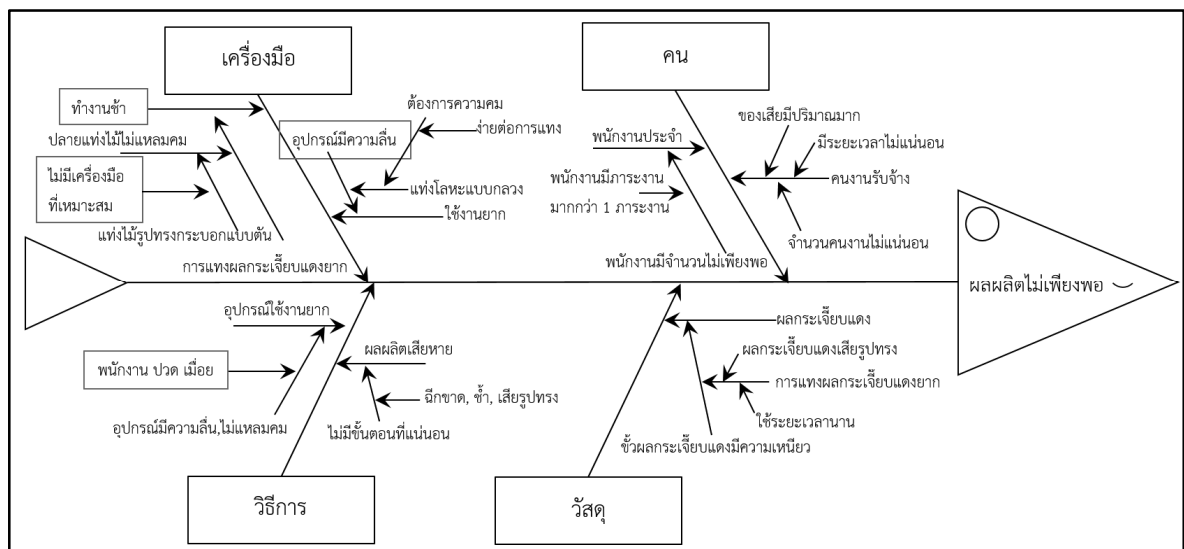 เครื่องมือ
คน
ทำงานช้า
ต้องการความคม
ง่ายต่อการแทง
ของเสียมีปริมาณมาก
ปลายแท่งไม้ไม่แหลมคม
อุปกรณ์มีความลื่น
พนักงานประจำ
มีระยะเวลาไม่แน่นอน
ไม่มีเครื่องมือ
ที่เหมาะสม
แท่งโลหะแบบกลวง
พนักงานมีภาระงาน
มากกว่า 1 ภาระงาน
คนงานรับจ้าง
ใช้งานยาก
แท่งไม้รูปทรงกระบอกแบบตัน
จำนวนคนงานไม่แน่นอน
การแทงผลกระเจี๊ยบแดงยาก
พนักงานมีจำนวนไม่เพียงพอ
ผลผลิตไม่เพียงพอ
อุปกรณ์ใช้งานยาก
ผลกระเจี๊ยบแดง
พนักงาน ปวด เมื่อย
ผลผลิตเสียหาย
ผลกระเจี๊ยบแดงเสียรูปทรง
การแทงผลกระเจี๊ยบแดงยาก
ฉีกขาด, ช้ำ, เสียรูปทรง
ใช้ระยะเวลานาน
อุปกรณ์มีความลื่น,ไม่แหลมคม
ไม่มีขั้นตอนที่แน่นอน
ขั้วผลกระเจี๊ยบแดงมีความเหนียว
วิธีการ
วัสดุ